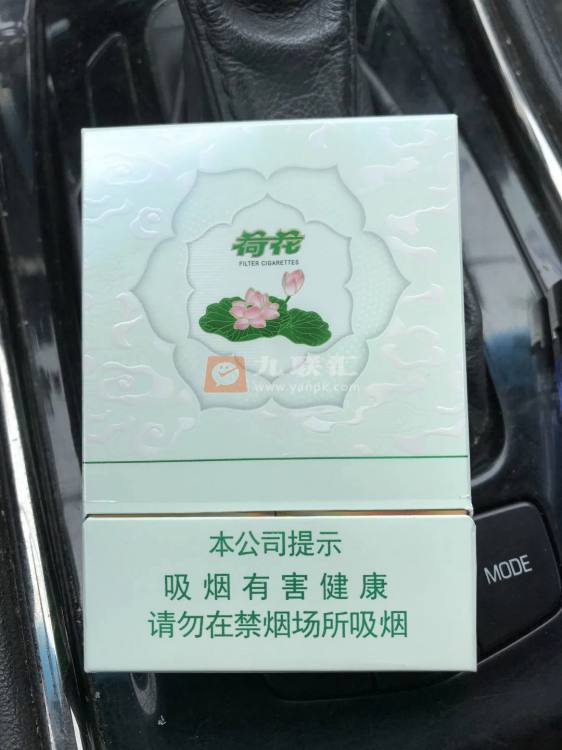 荷花
FILTER CIGARETTES
九联汇
www.yanpk.com
本公司提示
吸烟有害健康
请勿在禁烟场所吸烟
MODE